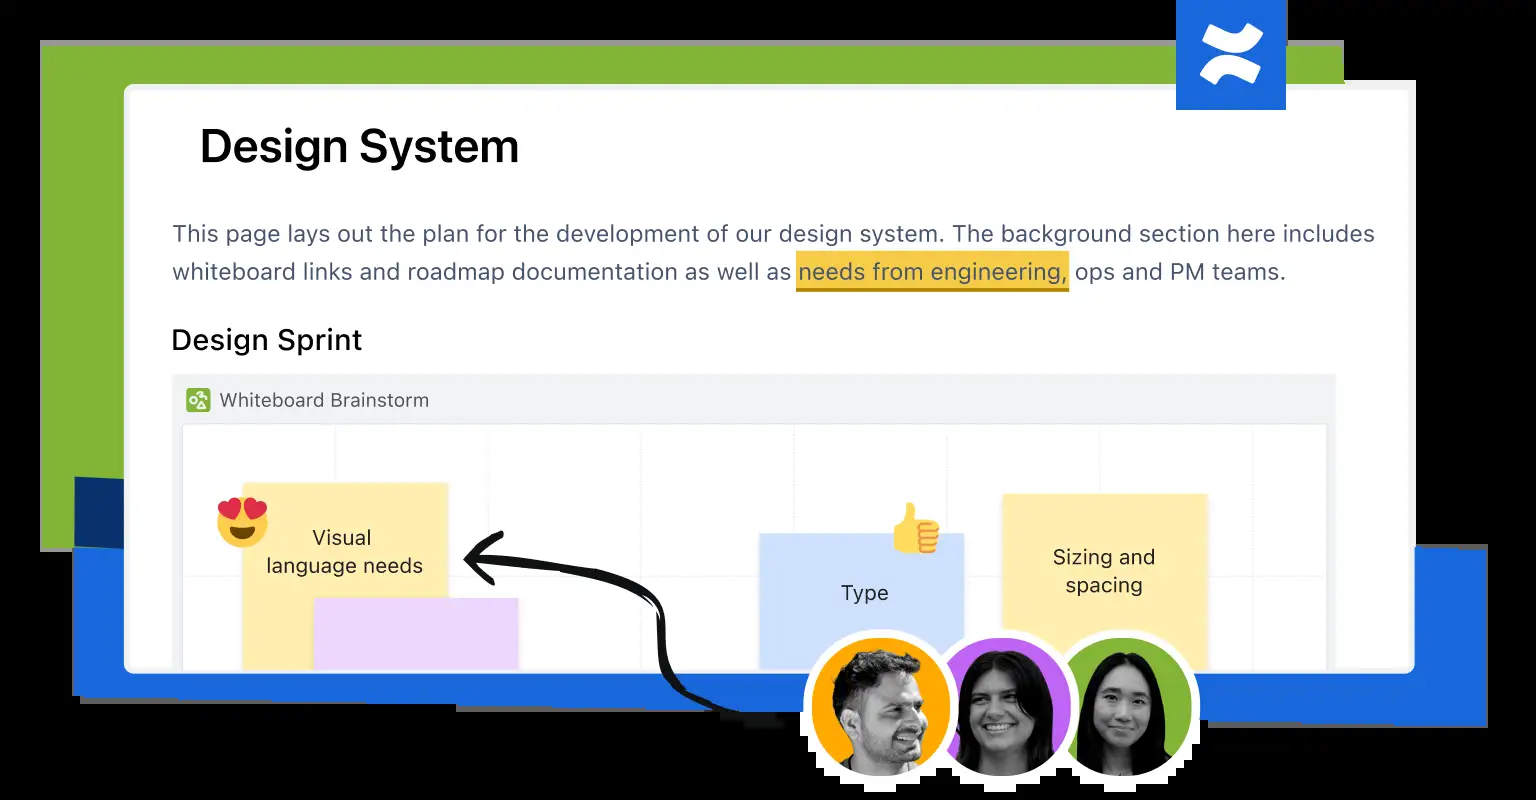 Design System
This page lays out the plan for the development of our design system. The background section here includes
whiteboard links and roadmap documentation as well as needs from engineering, ops and PM teams.
Design Sprint
Whiteboard Brainstorm
Visual
language needs
Type
Sizing and
spacing